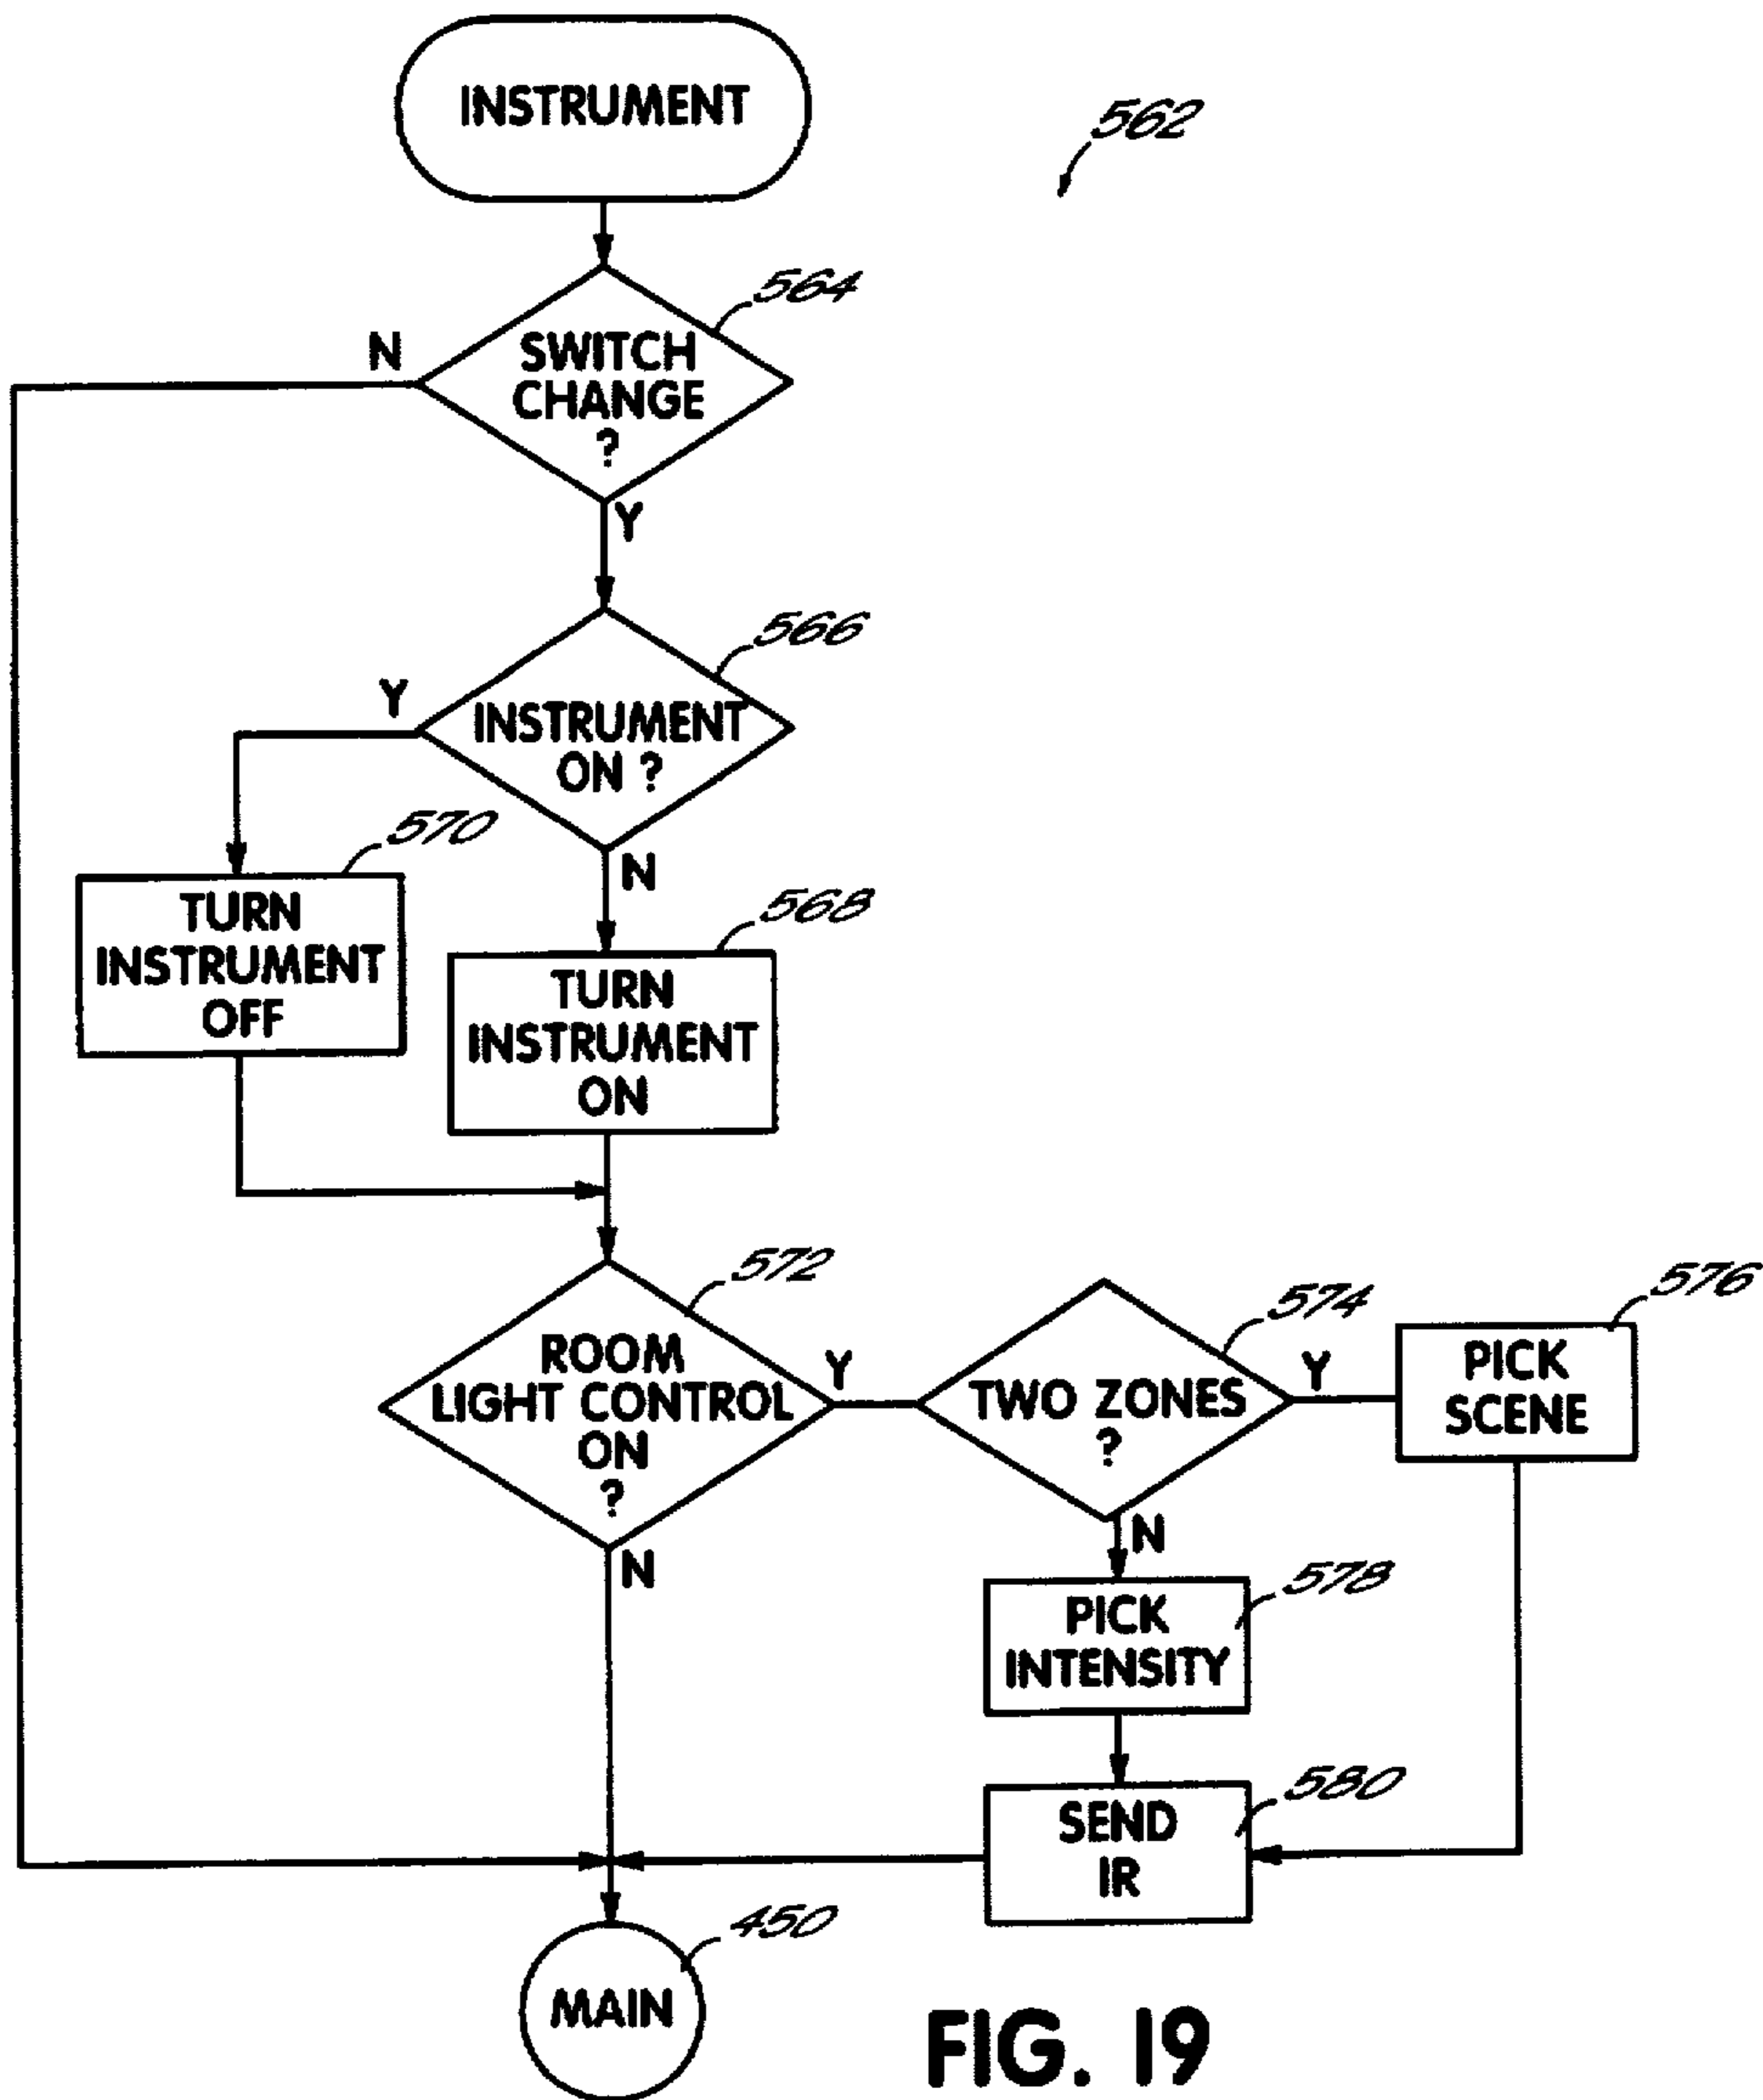 INSTRUMENT
562
564
N
SWITCH
CHANGE
?
Y
566
Y
INSTRUMENT
ON ?
570
N
TURN
INSTRUMENT
OFF
568
TURN
INSTRUMENT
ON
572
ROOM
LIGHT CONTROL
ON
?
Y
574
TWO ZONES
?
Y
576
PICK
SCENE
N
N
578
PICK
INTENSITY
580
SEND
IR
450
MAIN
FIG. 19